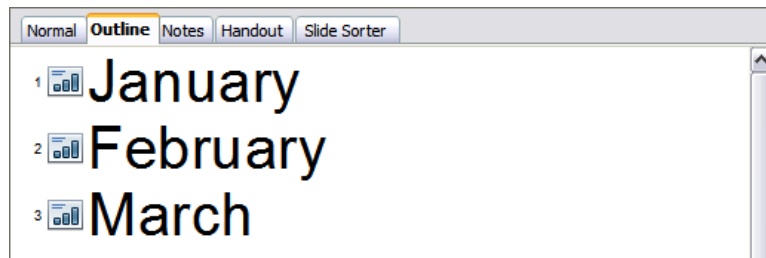 Normal Outline Notes Handout Slide Sorter
1 January
2 February
3 March